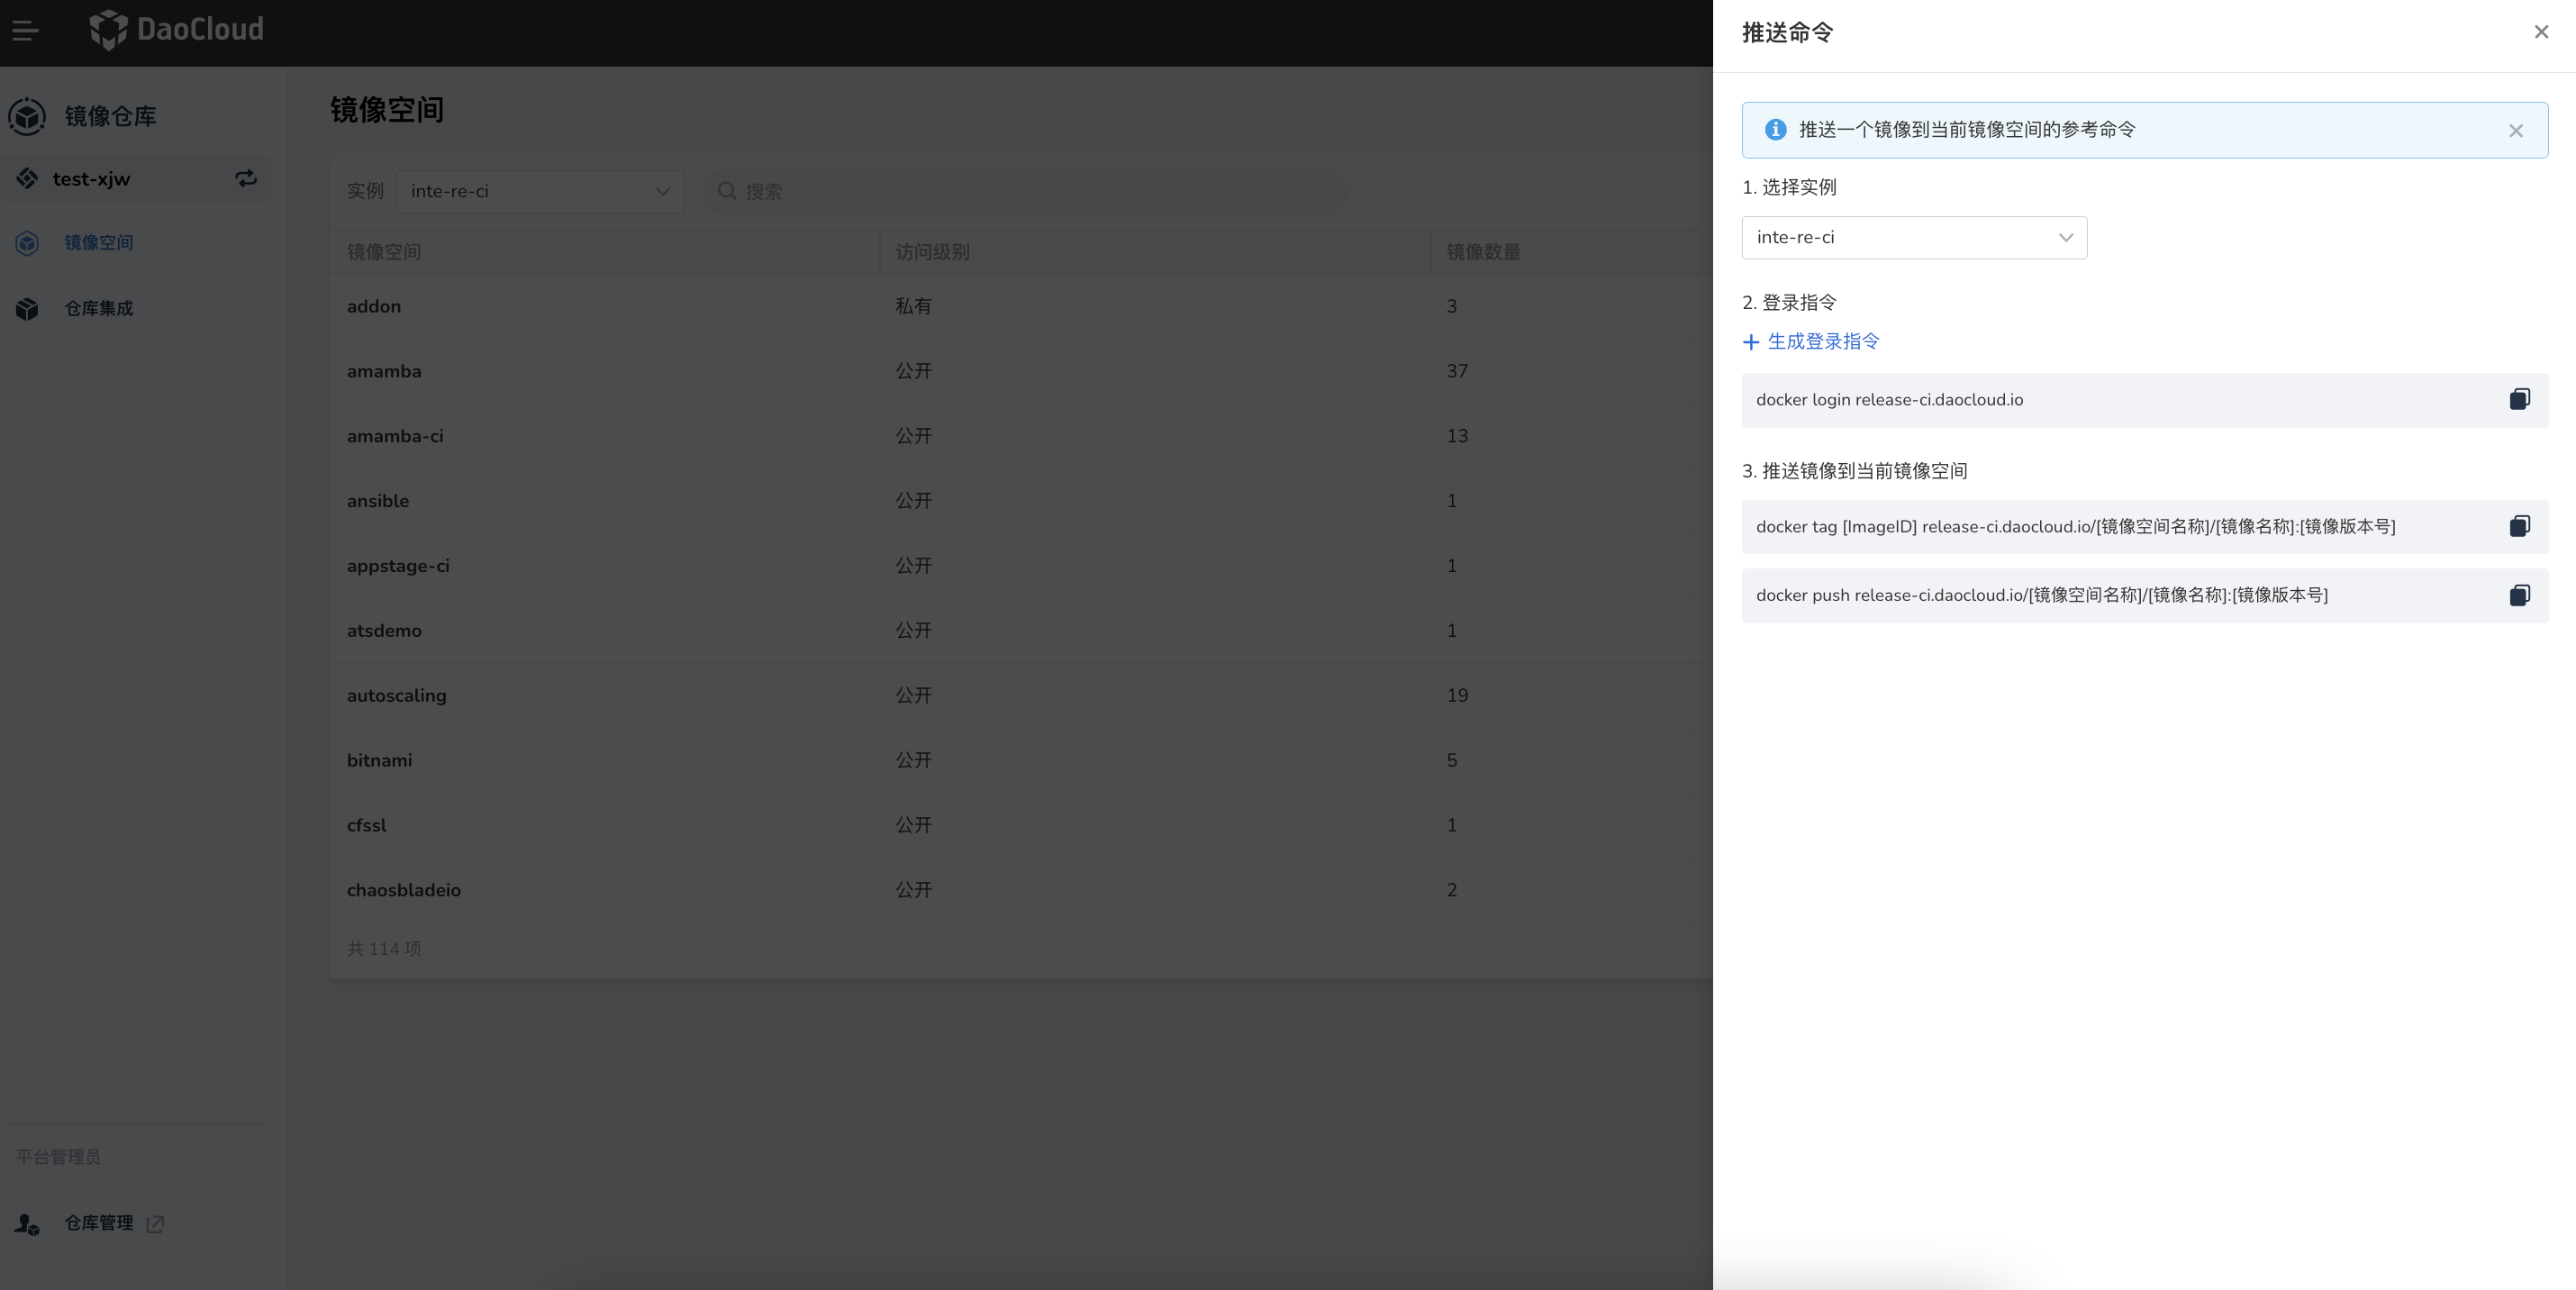 DaoCloud
镜像仓库
test-xjw
镜像空间
仓库集成
平台管理员
仓库管理
镜像空间
实例 inte-re-ci 搜索
镜像空间 访问级别 镜像数量
addon 私有 3
amamba 公开 37
amamba-ci 公开 13
ansible 公开 1
appstage-ci 公开 1
atsdemo 公开 1
autoscaling 公开 19
bitnami 公开 5
cfssl 公开 1
chaosbladeio 公开 2
共 114 项
推送命令
推送一个镜像到当前镜像空间的参考命令
1. 选择实例
inte-re-ci
2. 登录指令
生成登录指令
docker login release-ci.daocloud.io
3. 推送镜像到当前镜像空间
docker tag [ImageID] release-ci.daocloud.io/[镜像空间名称]/[镜像名称]:[镜像版本号]
docker push release-ci.daocloud.io/[镜像空间名称]/[镜像名称]:[镜像版本号]